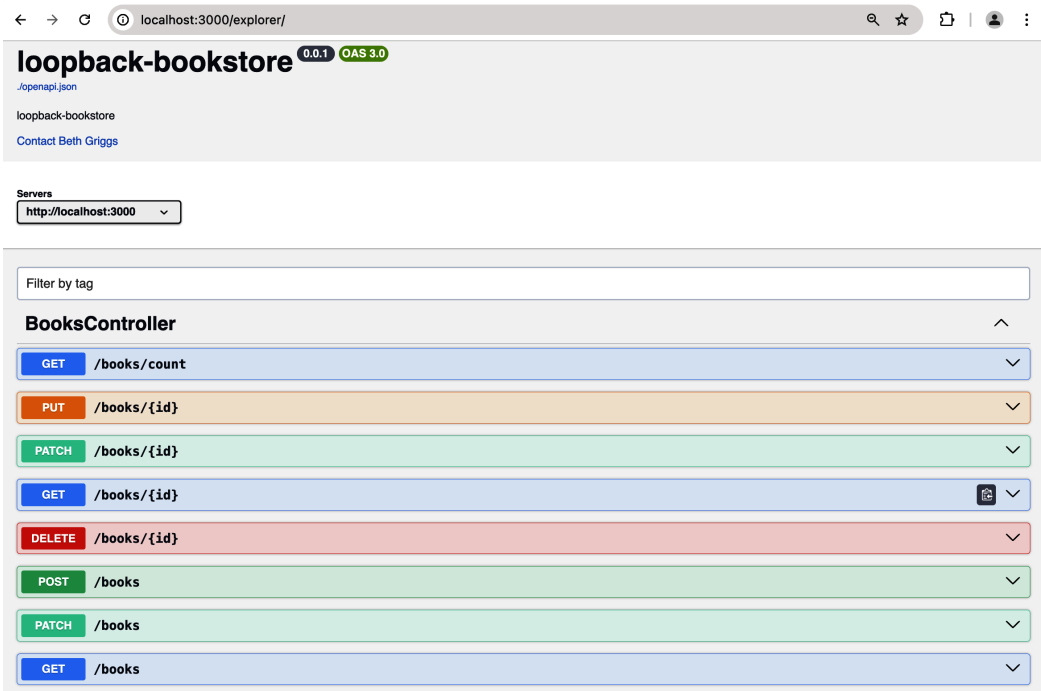 localhost:3000/explorer/
loopback-bookstore 0.0.1 OAS 3.0
./openapi.json
loopback-bookstore
Contact Beth Griggs
Servers
http://localhost:3000
Filter by tag
BooksController
GET /books/count
PUT /books/{id}
PATCH /books/{id}
GET /books/{id}
DELETE /books/{id}
POST /books
PATCH /books
GET /books